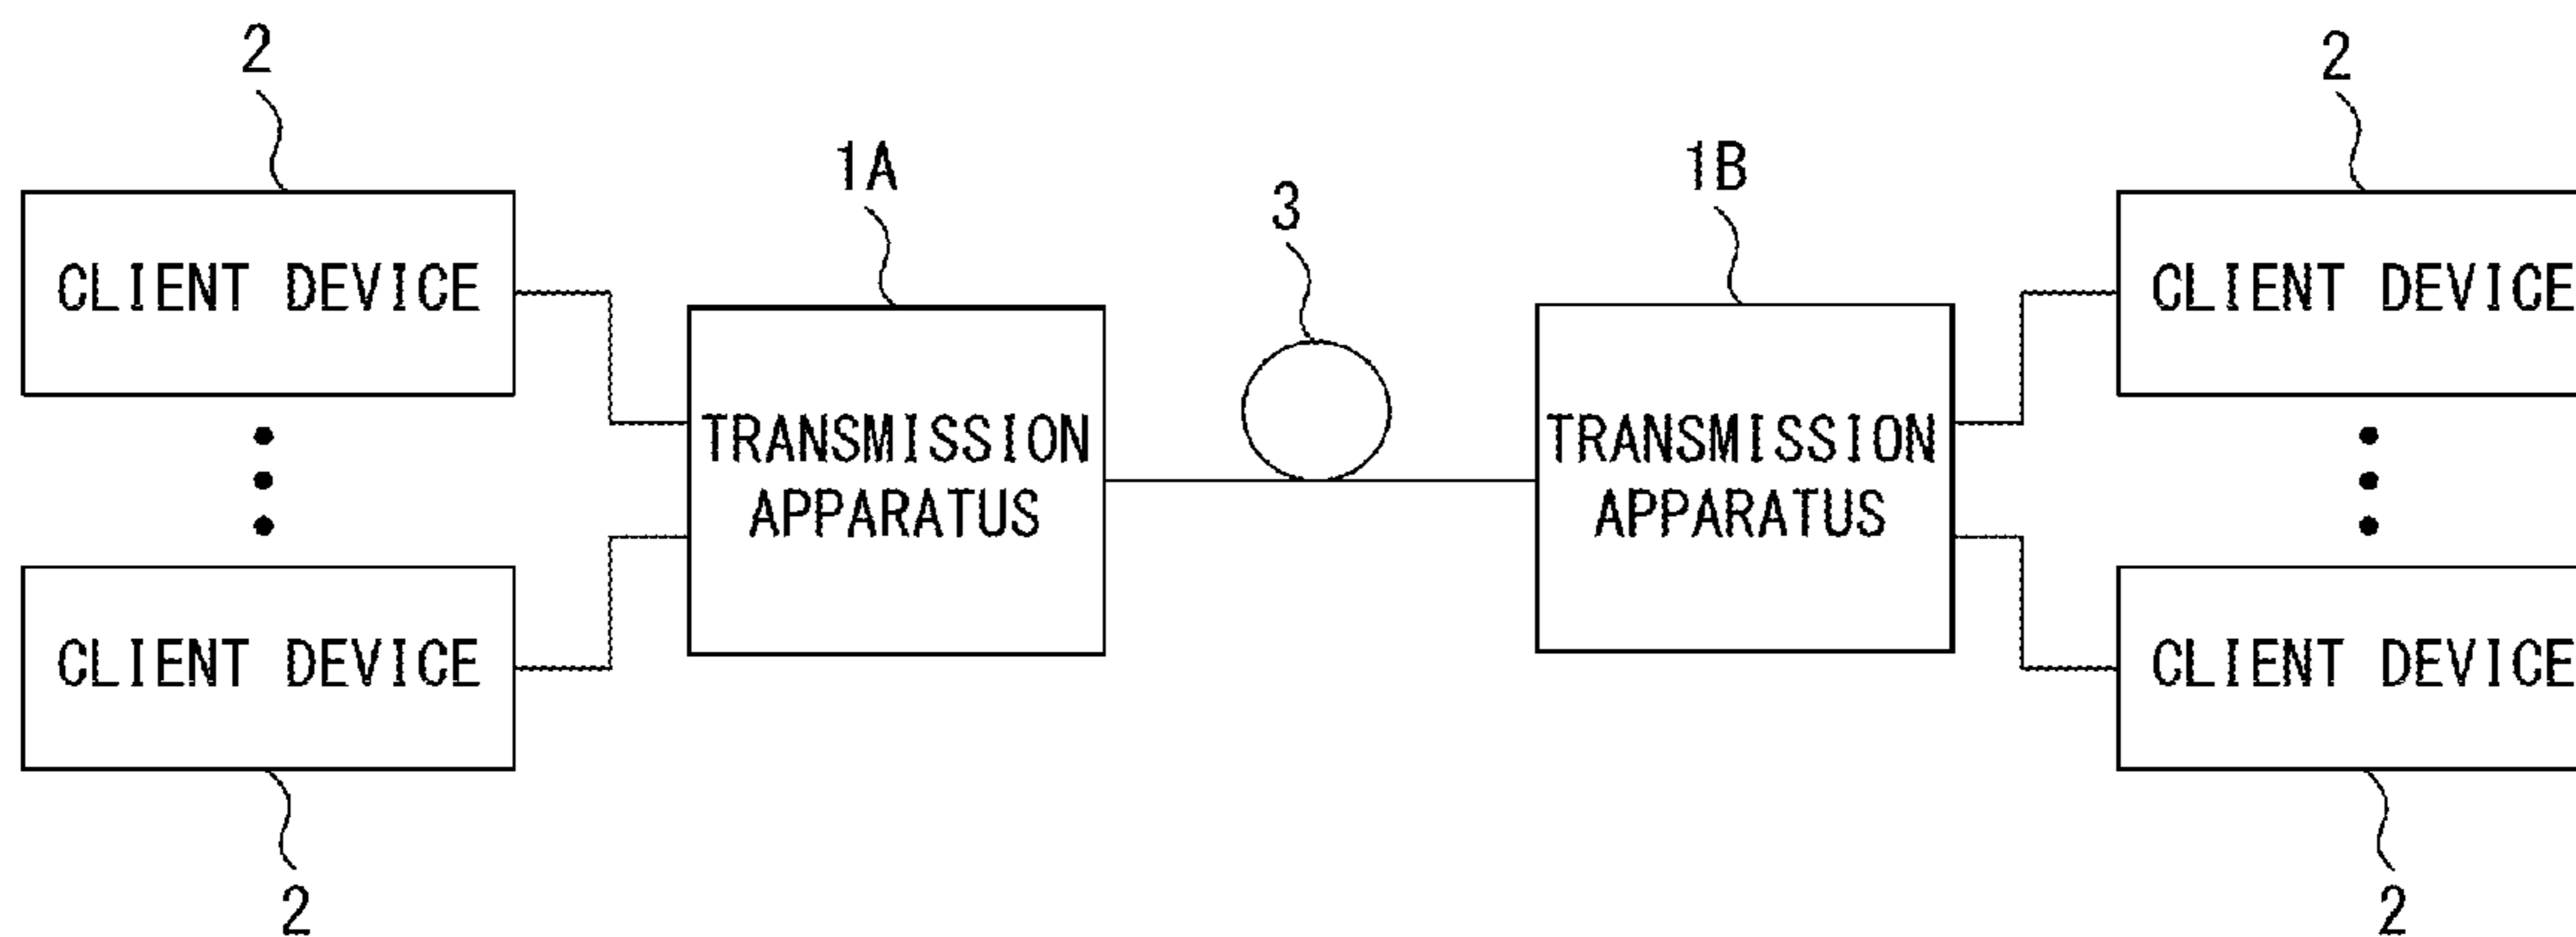 2
2
1A
1B
3
CLIENT DEVICE
CLIENT DEVICE
TRANSMISSION
APPARATUS
TRANSMISSION
APPARATUS
CLIENT DEVICE
CLIENT DEVICE
2
2